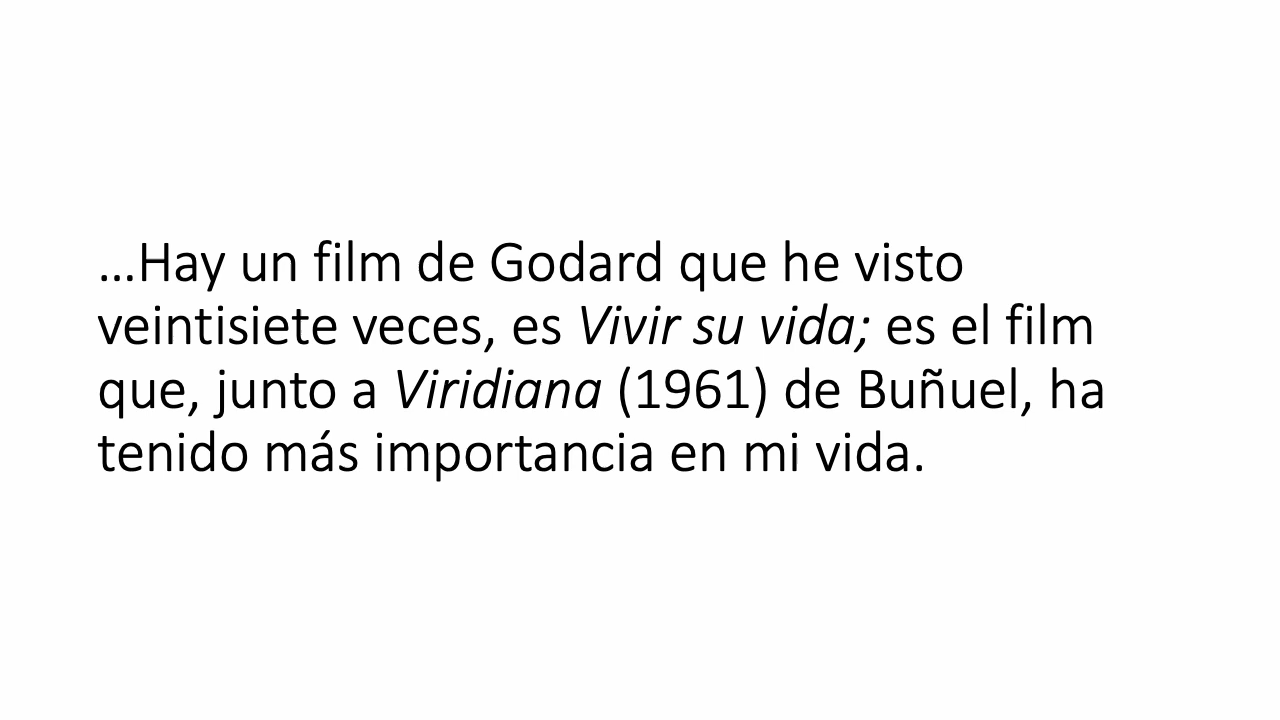 …Hay un film de Godard que he visto
veintisiete veces, es Vivir su vida; es el film
que, junto a Viridiana (1961) de Buñuel, ha
tenido más importancia en mi vida.